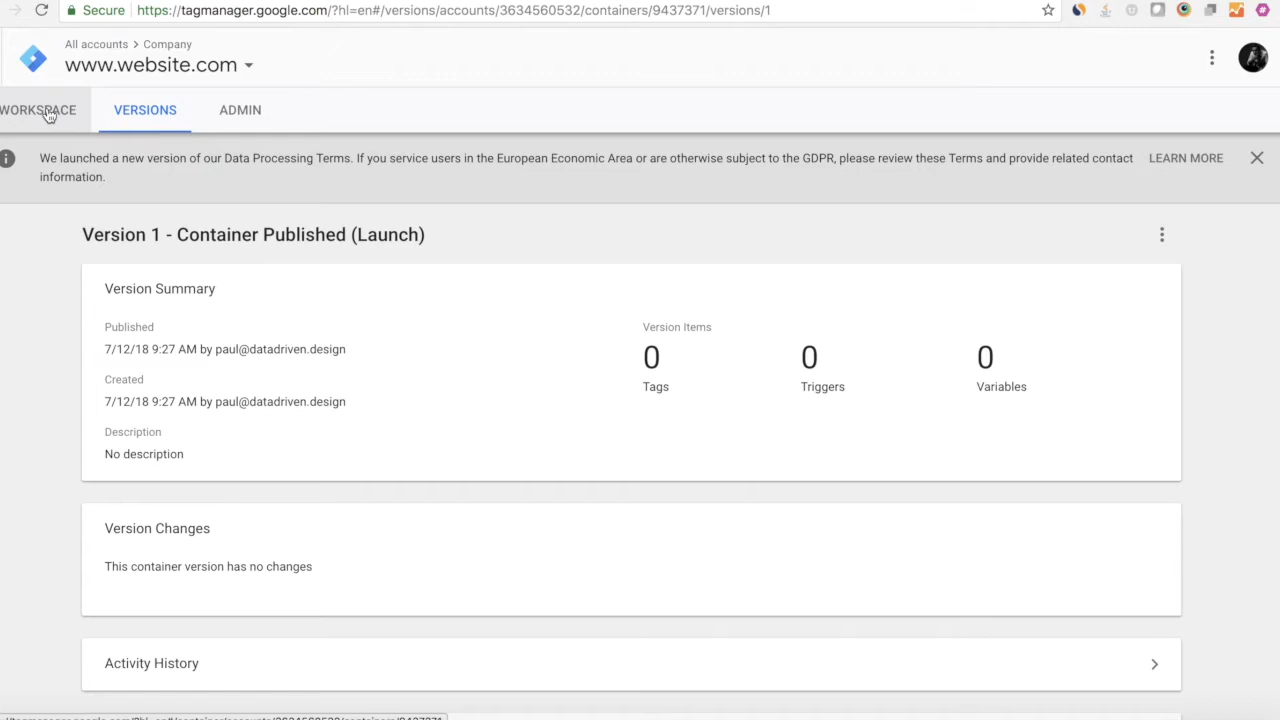 Secure https://tagmanager.google.com/?hl=en#/versions/accounts/3634560532/containers/9437371/versions/1
All accounts > Company
www.website.com
WORKSPACE VERSIONS ADMIN
We launched a new version of our Data Processing Terms. If you service users in the European Economic Area or are otherwise subject to the GDPR, please review these Terms and provide related contact LEARN MORE
information.
Version 1 - Container Published (Launch)
Version Summary
Published Version Items
7/12/18 9:27 AM by paul@datadriven.design 0 0 0
Created Tags Triggers Variables
7/12/18 9:27 AM by paul@datadriven.design
Description
No description
Version Changes
This container version has no changes
Activity History